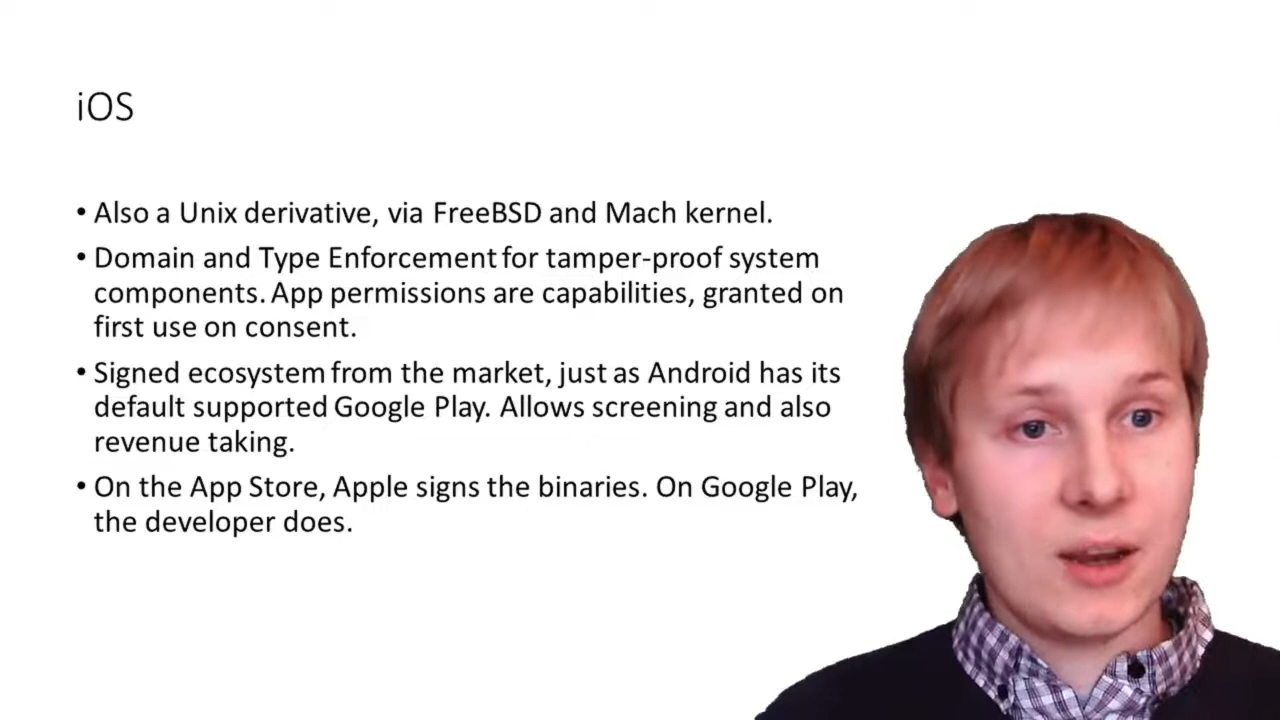 iOS
• Also a Unix derivative, via FreeBSD and Mach kernel.
• Domain and Type Enforcement for tamper-proof system
components. App permissions are capabilities, granted on
first use on consent.
• Signed ecosystem from the market, just as Android has its
default supported Google Play. Allows screening and also
revenue taking.
• On the App Store, Apple signs the binaries. On Google Play,
the developer does.